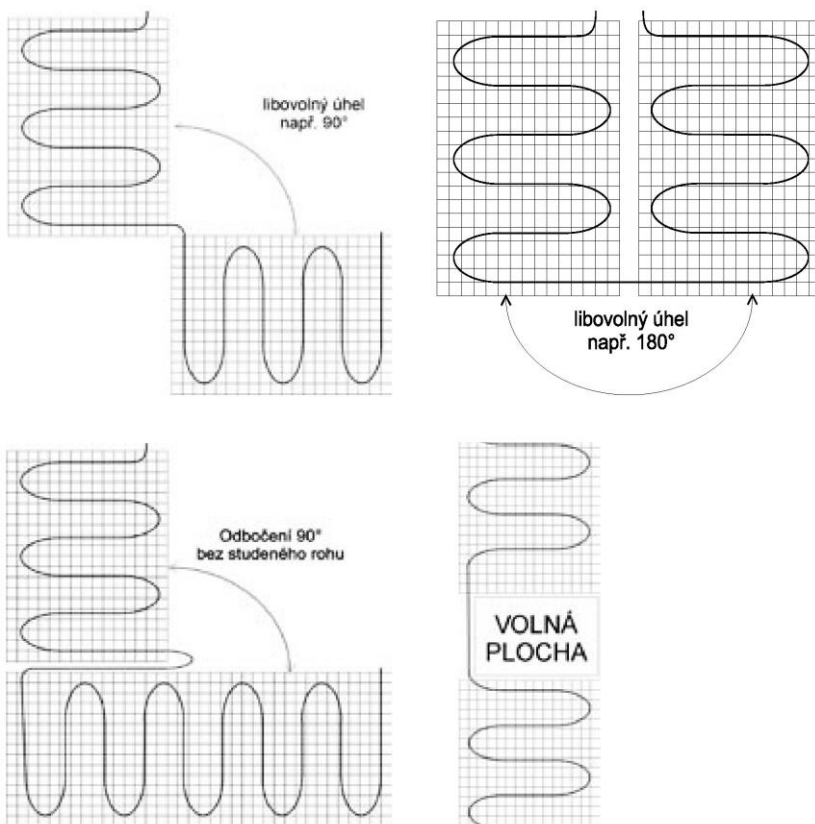 libovolný úhel
např. 90°
libovolný úhel
např. 180°
Odbočení 90°
bez studeného rohu
VOLNÁ
PLOCHA